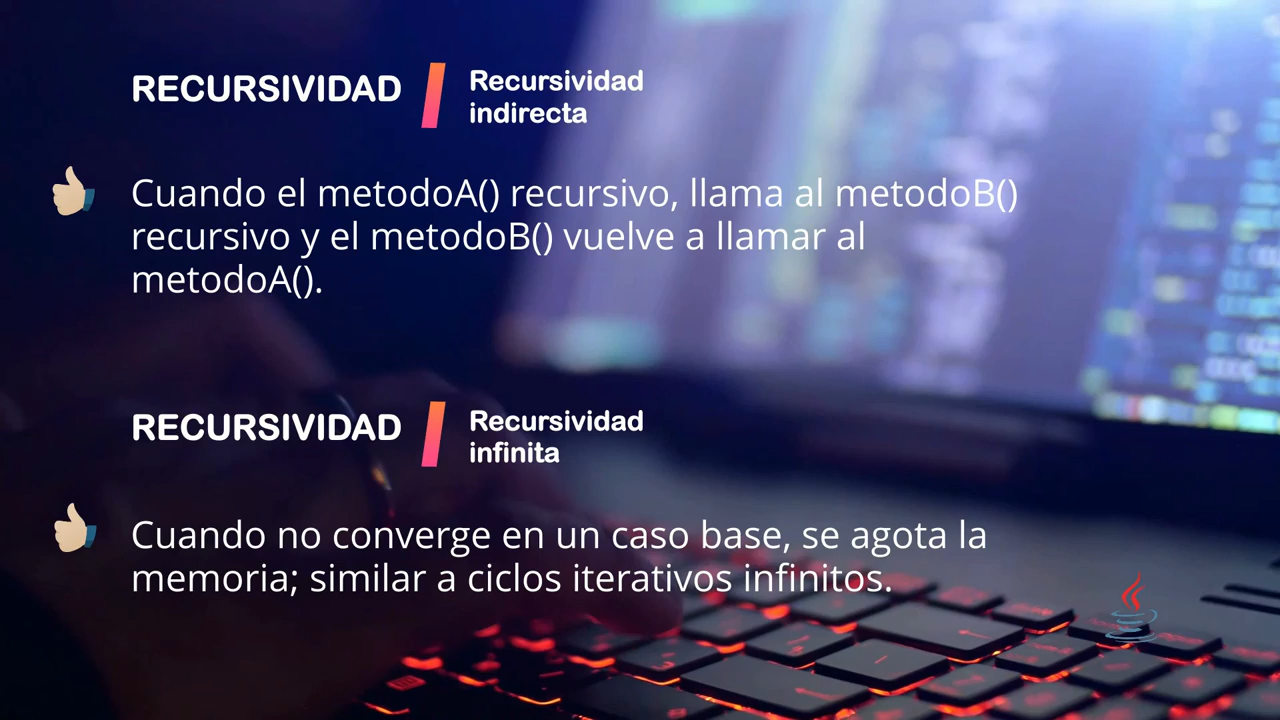 RECURSIVIDAD
Recursividad
indirecta
Cuando el metodoA() recursivo, llama al metodoB()
recursivo y el metodoB() vuelve a llamar al
metodoA().
RECURSIVIDAD
Recursividad
infinita
Cuando no converge en un caso base, se agota la
memoria; similar a ciclos iterativos infinitos.